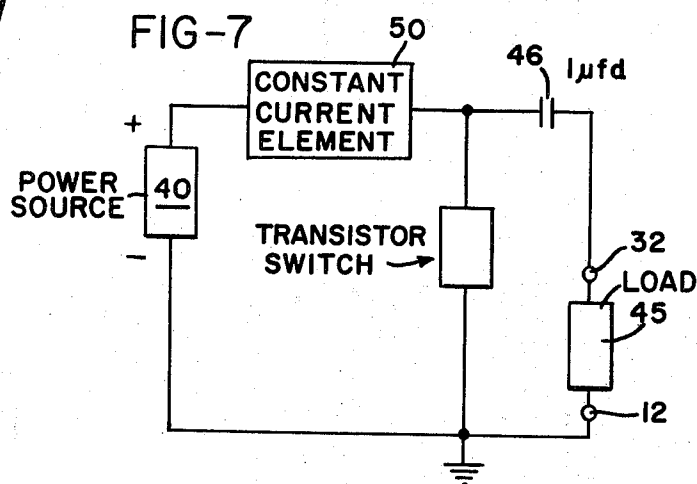 FIG-7
50
CONSTANT
CURRENT
ELEMENT
46
1µfd
+
POWER
SOURCE
40
-
TRANSISTOR
SWITCH
32
LOAD
45
12